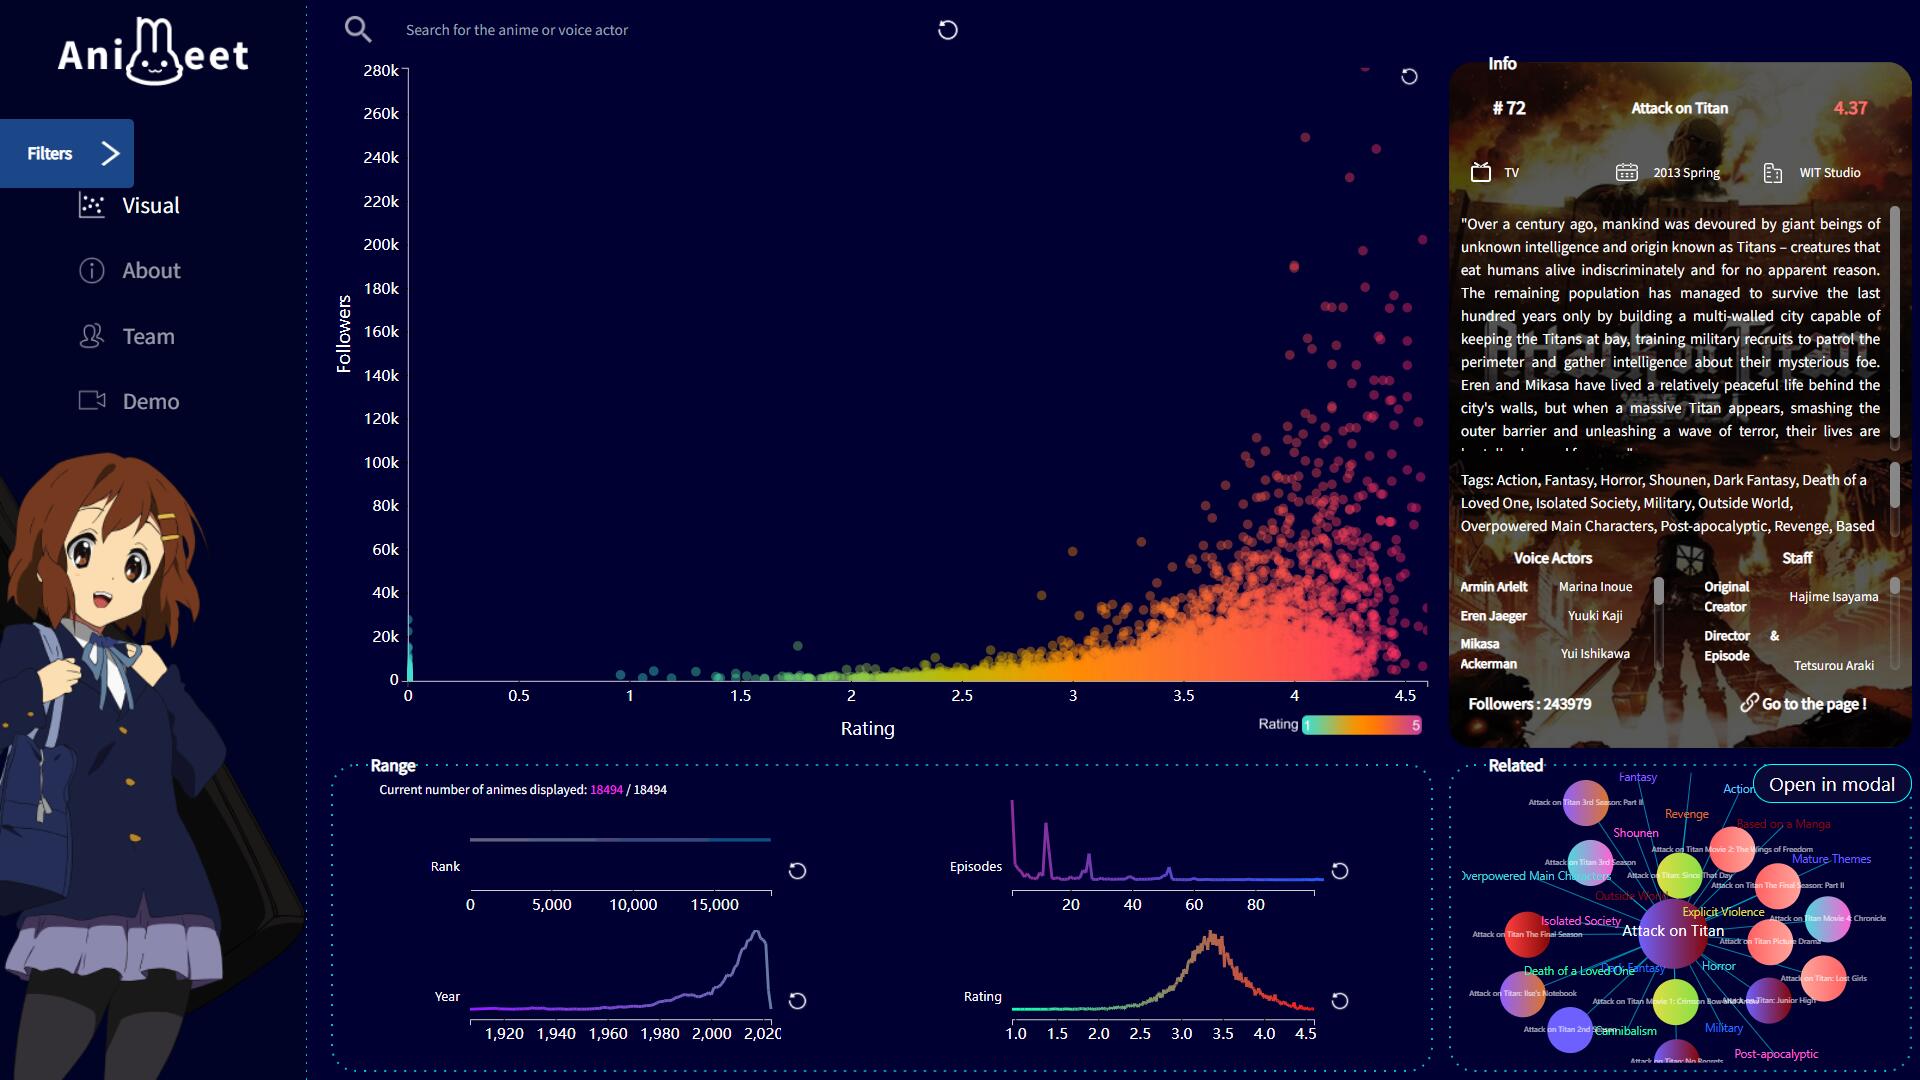 AniMeet
Search for the anime or voice actor
Filters
Visual
About
Team
Demo
280k
260k
240k
220k
200k
180k
160k
140k
120k
100k
80k
60k
40k
20k
0
Followers
0 0.5 1 1.5 2 2.5 3 3.5 4 4.5
Rating
Rating 1 5
Info
# 72 Attack on Titan 4.37
TV 2013 Spring WIT Studio
"Over a century ago, mankind was devoured by giant beings of
unknown intelligence and origin known as Titans – creatures that
eat humans alive indiscriminately and for no apparent reason.
The remaining population has managed to survive the last
hundred years only by building a multi-walled city capable of
keeping the Titans at bay, training military recruits to patrol the
perimeter and gather intelligence about their mysterious foe.
Eren and Mikasa have lived a relatively peaceful life behind the
city's walls, but when a massive Titan appears, smashing the
outer barrier and unleashing a wave of terror, their lives are
Attack on Titan
進撃の巨人
Tags: Action, Fantasy, Horror, Shounen, Dark Fantasy, Death of a
Loved One, Isolated Society, Military, Outside World,
Overpowered Main Characters, Post-apocalyptic, Revenge, Based
Voice Actors
Armin Arlelt Marina Inoue
Eren Jaeger Yuuki Kaji
Mikasa
Ackerman
Yui Ishikawa
Staff
Original
Creator
Hajime Isayama
Director &
Episode
Tetsurou Araki
Followers : 243979
Go to the page !
Range
Current number of animes displayed: 18494 / 18494
Rank
0 5,000 10,000 15,000
Episodes
20 40 60 80
Year
1,920 1,940 1,960 1,980 2,000 2,020
Rating
1.0 1.5 2.0 2.5 3.0 3.5 4.0 4.5
Related
Open in modal
Fantasy
Action
Attack on Titan 3rd Season: Part II
Revenge
Based on a Manga
Shounen
Attack on Titan Movie 2: The Wings of Freedom
Mature Themes
Attack on Titan 3rd Season
Attack on Titan: Since That Day
Overpowered Main Characters
Attack on Titan The Final Season: Part II
Outside World
Explicit Violence
Attack on Titan Movie 4: Chronicle
Isolated Society
Attack on Titan
Attack on Titan The Final Season
Attack on Titan Picture Drama
Death of a Loved One
Dark Fantasy
Horror
Attack on Titan: Lost Girls
Attack on Titan: Ilse's Notebook
Attack on Titan Movie 1: Crimson Bow and Arrow
Attack on Titan: Junior High
Attack on Titan 2nd Season
Cannibalism
Military
Post-apocalyptic
Attack on Titan: No Regrets